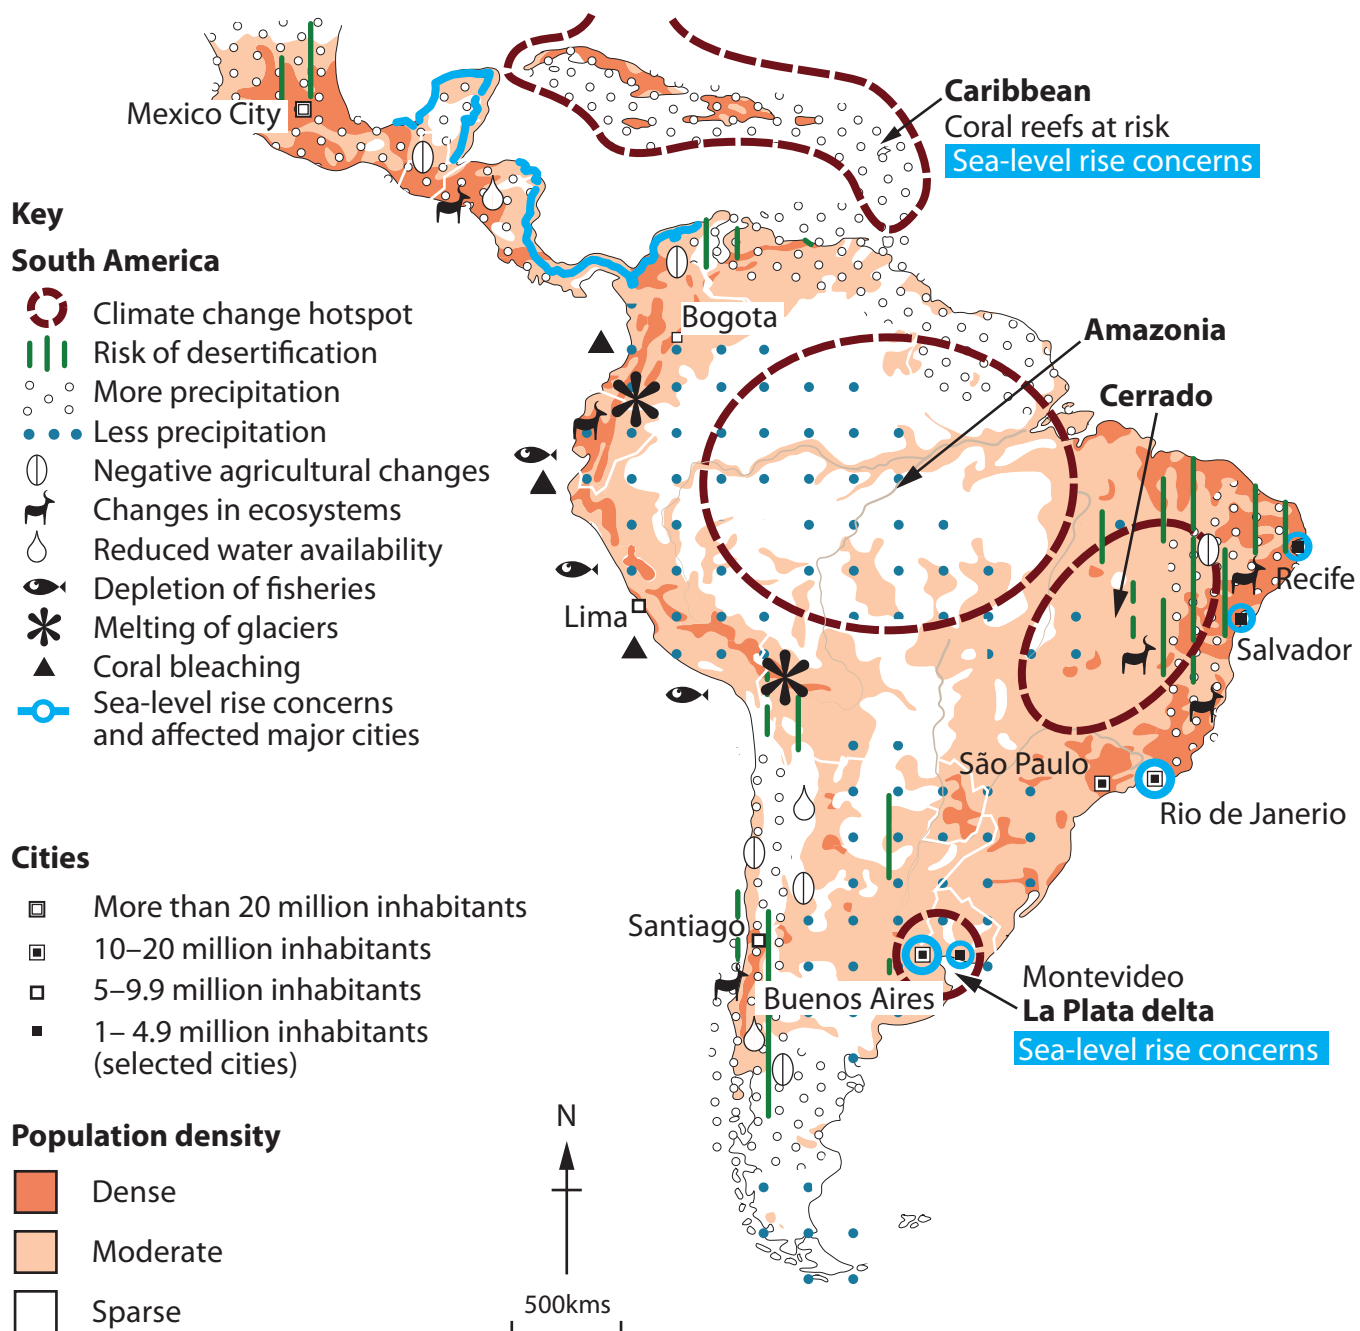 Mexico City
Caribbean
Coral reefs at risk
Sea-level rise concerns
Key
South America
Climate change hotspot
Risk of desertification
More precipitation
Less precipitation
Negative agricultural changes
Changes in ecosystems
Reduced water availability
Depletion of fisheries
Melting of glaciers
Coral bleaching
Sea-level rise concerns
and affected major cities
Bogota
Amazonia
Cerrado
Recife
Lima
Salvador
São Paulo
Rio de Janerio
Cities
More than 20 million inhabitants
10–20 million inhabitants
5–9.9 million inhabitants
1– 4.9 million inhabitants
(selected cities)
Santiago
Buenos Aires
Montevideo
La Plata delta
Sea-level rise concerns
Population density
Dense
Moderate
Sparse
N
500kms